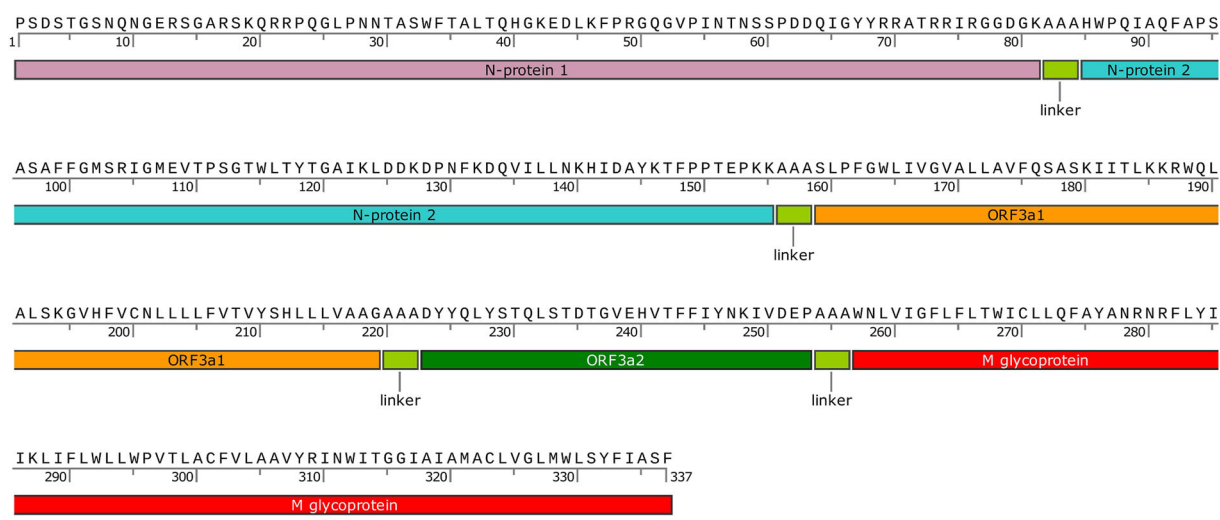 PSDSTGSNQNGERSGARSKQRRPQGLPNNTASWFTALTQHGKEDLKFPRGQGVPINTNSSPDDQIGYYRRATRRIRGGDGKAAAHWPQIAQFAPS
1 10 20 30 40 50 60 70 80 90
N-protein 1 N-protein 2
linker
ASAFFGMSRIGMEVTPSGTWLTYTGAIKLDDKDPNFKDQVILLNKHIDAYKTFPPTEPKKAAASLPFGWLIVGVALLAVFQSASKIITLKKRWQL
100 110 120 130 140 150 160 170 180 190
N-protein 2 ORF3a1
linker
ALSKGVHFVCNLLLLFVTVYSHLLLVAAGAAADYYQLYSTQLSTDTGVEHVTFFIYNKIVDEPAAAWNLVIGFLFLTWICLLQFAYANRNRFLYI
200 210 220 230 240 250 260 270 280
ORF3a1 ORF3a2 M glycoprotein
linker linker
IKLIFLWLLWPVTLACFVLAAVYRINWITGGIAIAMACLVGLMWLSYFIASF
290 300 310 320 330 337
M glycoprotein